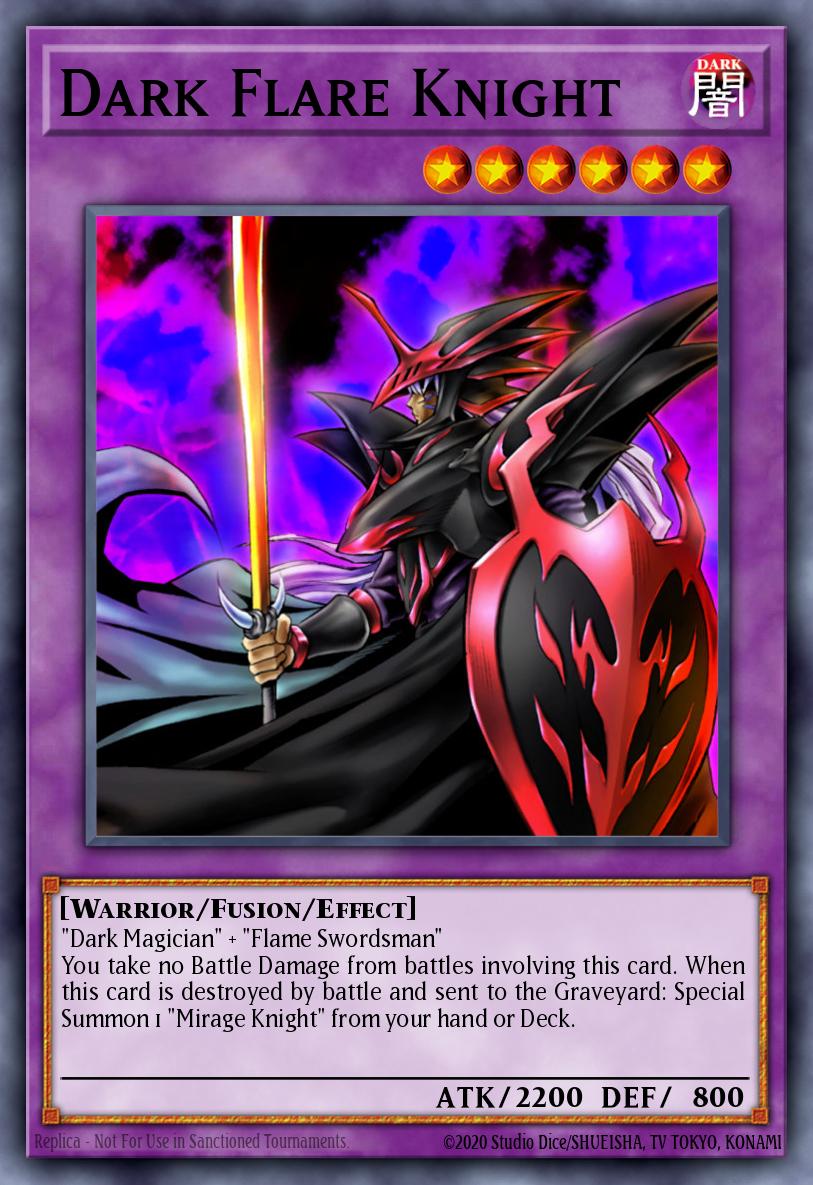 Dark Flare Knight
DARK
闇
[Warrior/Fusion/Effect]
"Dark Magician" + "Flame Swordsman"
You take no Battle Damage from battles involving this card. When
this card is destroyed by battle and sent to the Graveyard: Special
Summon 1 "Mirage Knight" from your hand or Deck.
ATK/2200 DEF/ 800
Replica - Not For Use in Sanctioned Tournaments.
©2020 Studio Dice/SHUEISHA, TV TOKYO, KONAMI